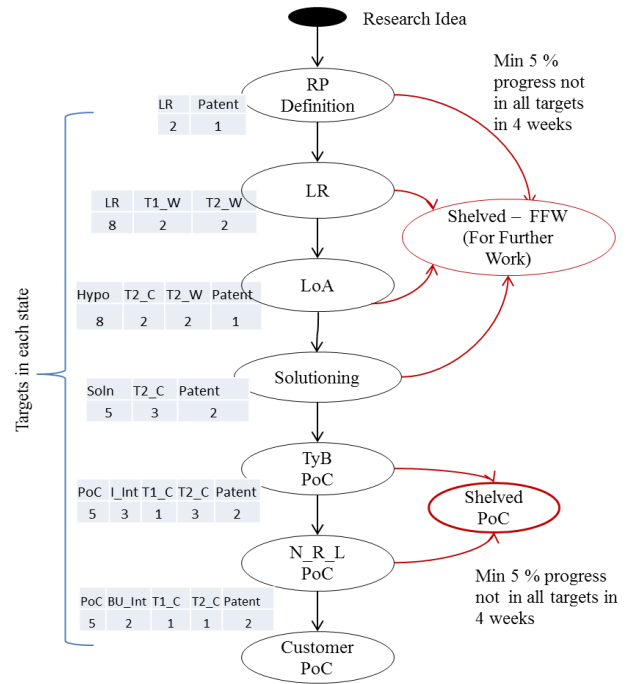 Research Idea
Min 5 %
progress not
in all targets
in 4 weeks
RP
Definition
LR Patent
2 1
LR
LR T1_W T2_W
8 2 2
Shelved – FFW
(For Further
Work)
LoA
Hypo T2_C T2_W Patent
8 2 2 1
Targets in each state
Solutioning
Soln T2_C Patent
5 3 2
TyB
PoC
PoC I_Int T1_C T2_C Patent
5 3 1 3 2
Shelved
PoC
N_R_L
PoC
Min 5 % progress
not in all targets in
4 weeks
PoC BU_Int T1_C T2_C Patent
5 2 1 1 2
Customer
PoC